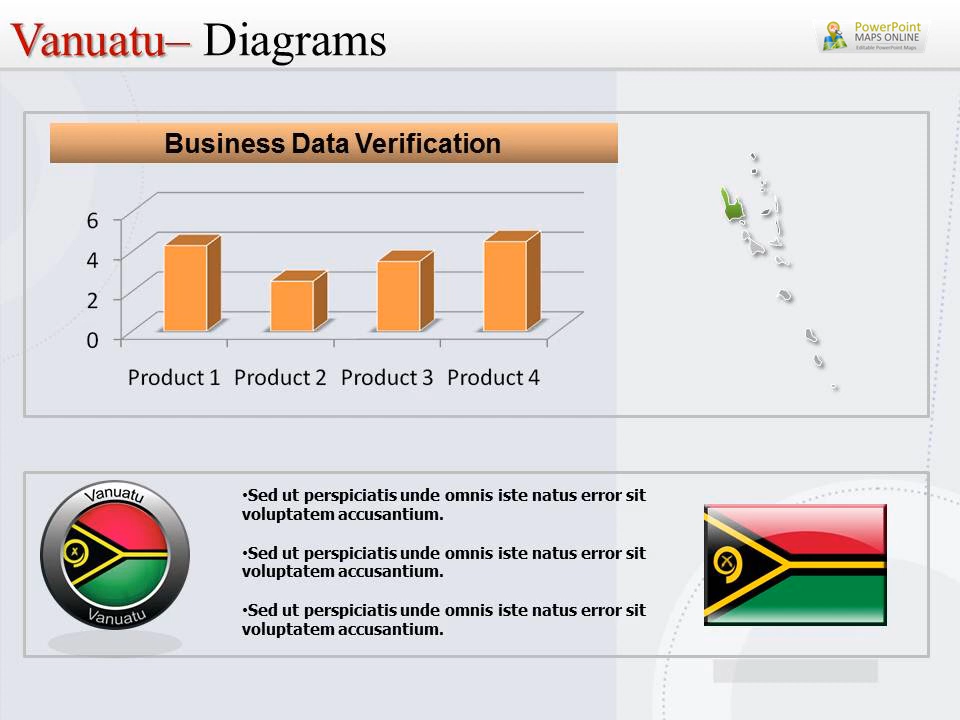 Vanuatu– Diagrams
PowerPoint
MAPS ONLINE
Editable PowerPoint Maps
Business Data Verification
6
4
2
0
Product 1 Product 2 Product 3 Product 4
Vanuatu
Vanuatu
•Sed ut perspiciatis unde omnis iste natus error sit
voluptatem accusantium.
•Sed ut perspiciatis unde omnis iste natus error sit
voluptatem accusantium.
•Sed ut perspiciatis unde omnis iste natus error sit
voluptatem accusantium.